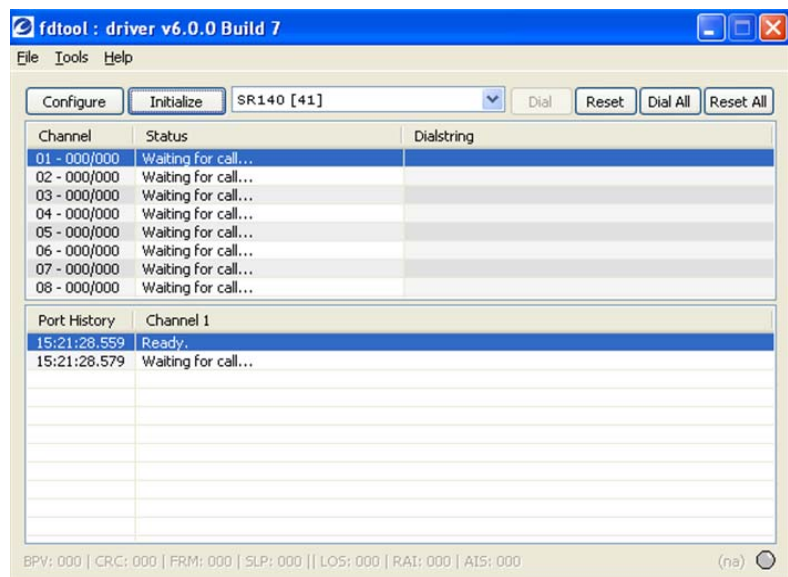 fdtool : driver v6.0.0 Build 7
File Tools Help
Configure Initialize SR140 [41] Dial Reset Dial All Reset All
Channel Status Dialstring
01 - 000/000 Waiting for call...
02 - 000/000 Waiting for call...
03 - 000/000 Waiting for call...
04 - 000/000 Waiting for call...
05 - 000/000 Waiting for call...
06 - 000/000 Waiting for call...
07 - 000/000 Waiting for call...
08 - 000/000 Waiting for call...
Port History Channel 1
15:21:28.559 Ready.
15:21:28.579 Waiting for call...
BPV: 000 | CRC: 000 | FRM: 000 | SLP: 000 || LOS: 000 | RAI: 000 | AIS: 000 (na)